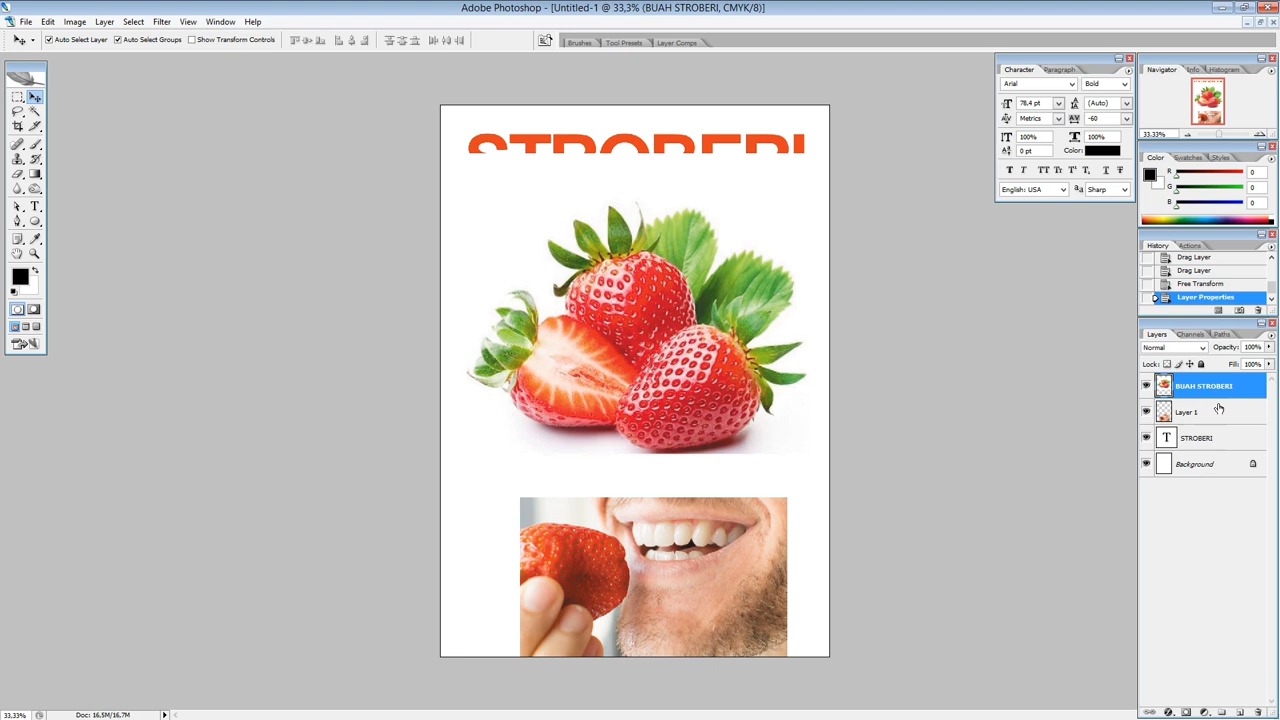 Adobe Photoshop - [Untitled-1 @ 33,3% (BUAH STROBERI, CMYK/8)]
File Edit Image Layer Select Filter View Window Help
Auto Select Layer Auto Select Groups Show Transform Controls
Brushes Tool Presets Layer Comps
Character Paragraph
Arial Bold
78.4 pt (Auto)
Metrics -60
100% 100%
0 pt Color:
English: USA Sharp
Navigator Info Histogram
33.33%
Color Swatches Styles
R 0
G 0
B 0
History Actions
Drag Layer
Drag Layer
Free Transform
Layer Properties
Layers Channels Paths
Normal Opacity: 100%
Lock: Fill: 100%
BUAH STROBERI
Layer 1
STROBERI
Background
STROBERI
33,33% Doc: 16,5M/16,7M